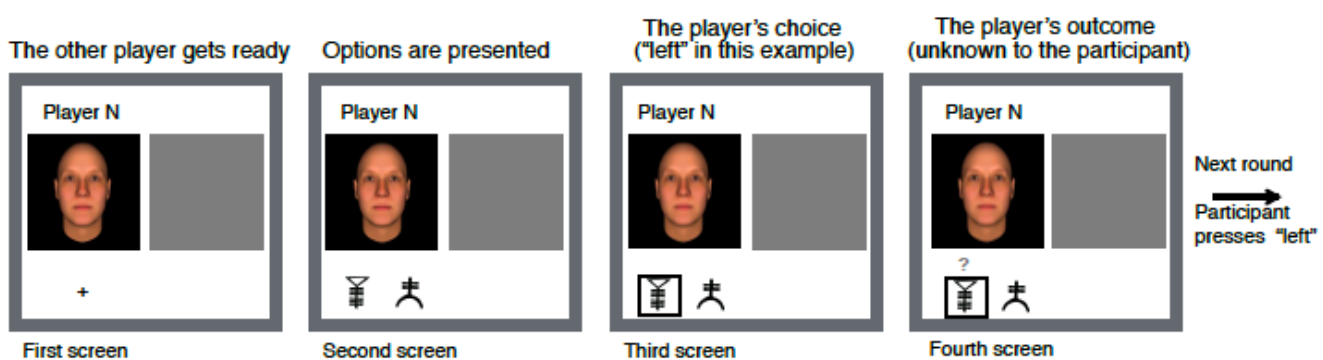 The other player gets ready
Options are presented
The player's choice
("left" in this example)
The player's outcome
(unknown to the participant)
Player N
Player N
Player N
Player N
+
?
Next round
Participant
presses "left"
First screen
Second screen
Third screen
Fourth screen